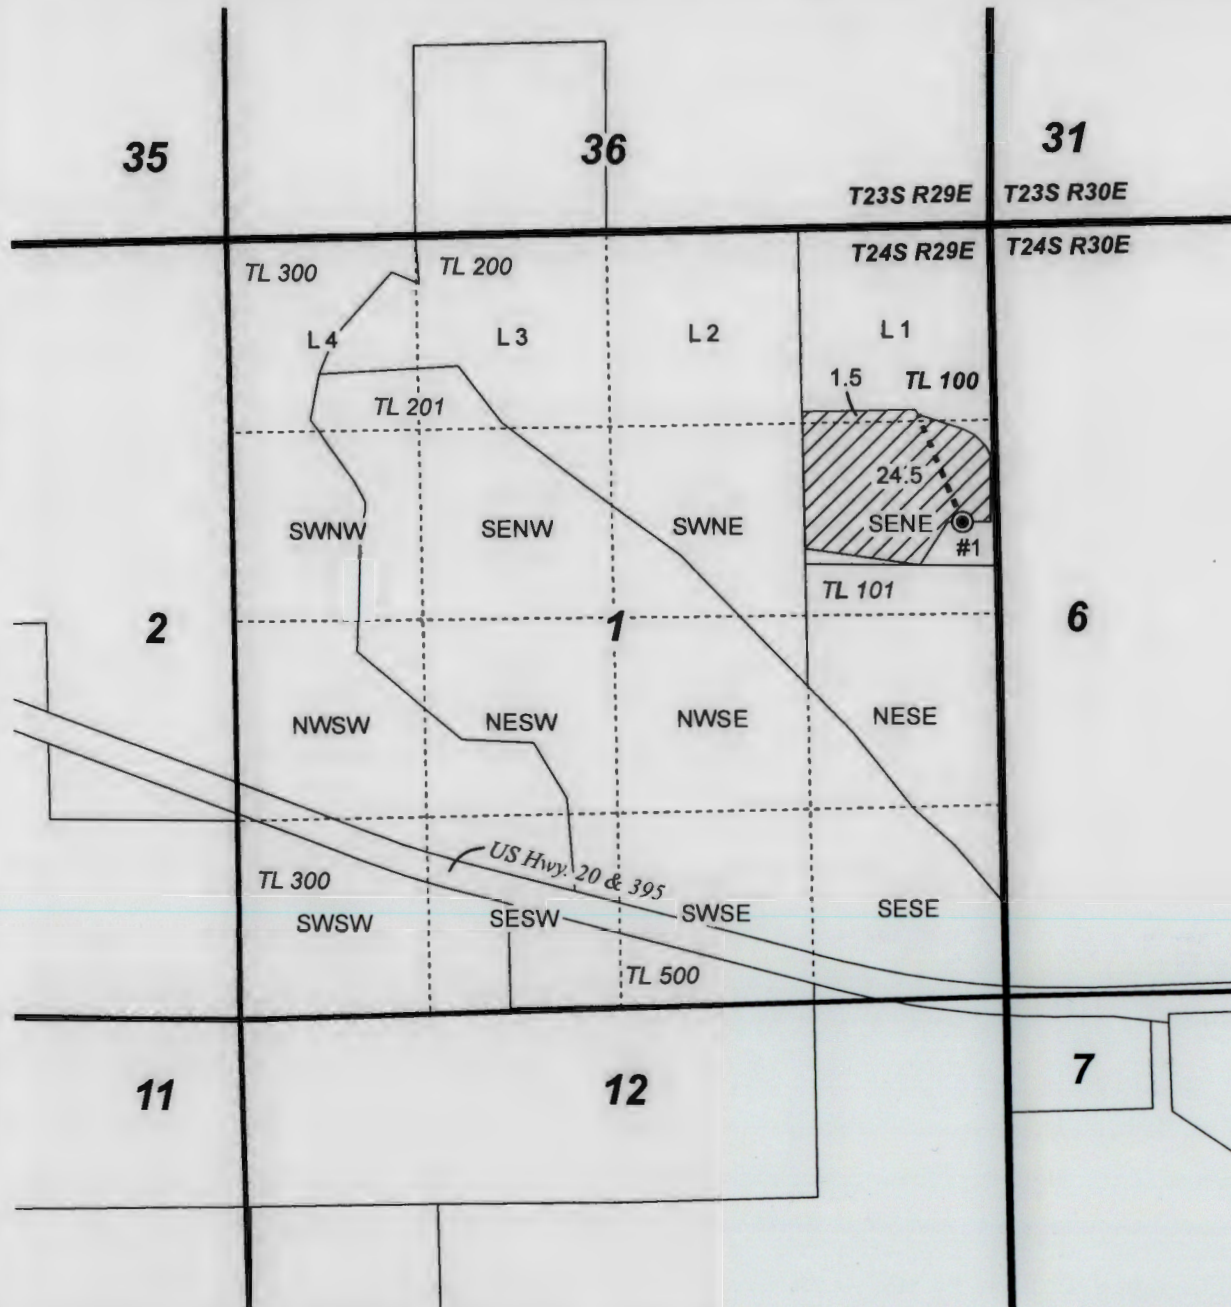 35
36
31
T23S R29E
T23S R30E
T24S R29E
T24S R30E
TL 300
TL 200
L 4
L 3
L 2
L 1
1.5
TL 100
TL 201
24.5
SWNW
SENW
SWNE
SENE
#1
TL 101
2
1
6
NWSW
NESW
NWSE
NESE
US Hwy. 20 & 395
TL 300
SWSW
SESW
SWSE
SESE
TL 500
11
12
7